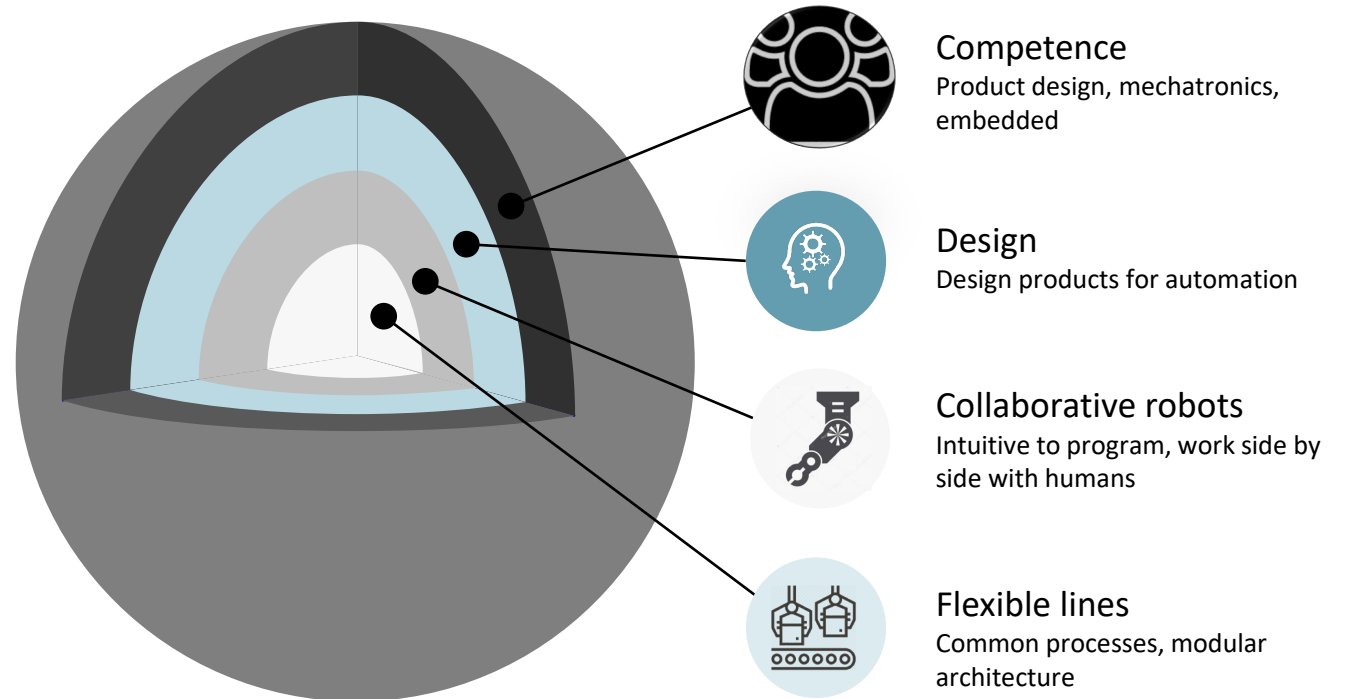 Competence
Product design, mechatronics,
embedded
Design
Design products for automation
Collaborative robots
Intuitive to program, work side by
side with humans
Flexible lines
Common processes, modular
architecture